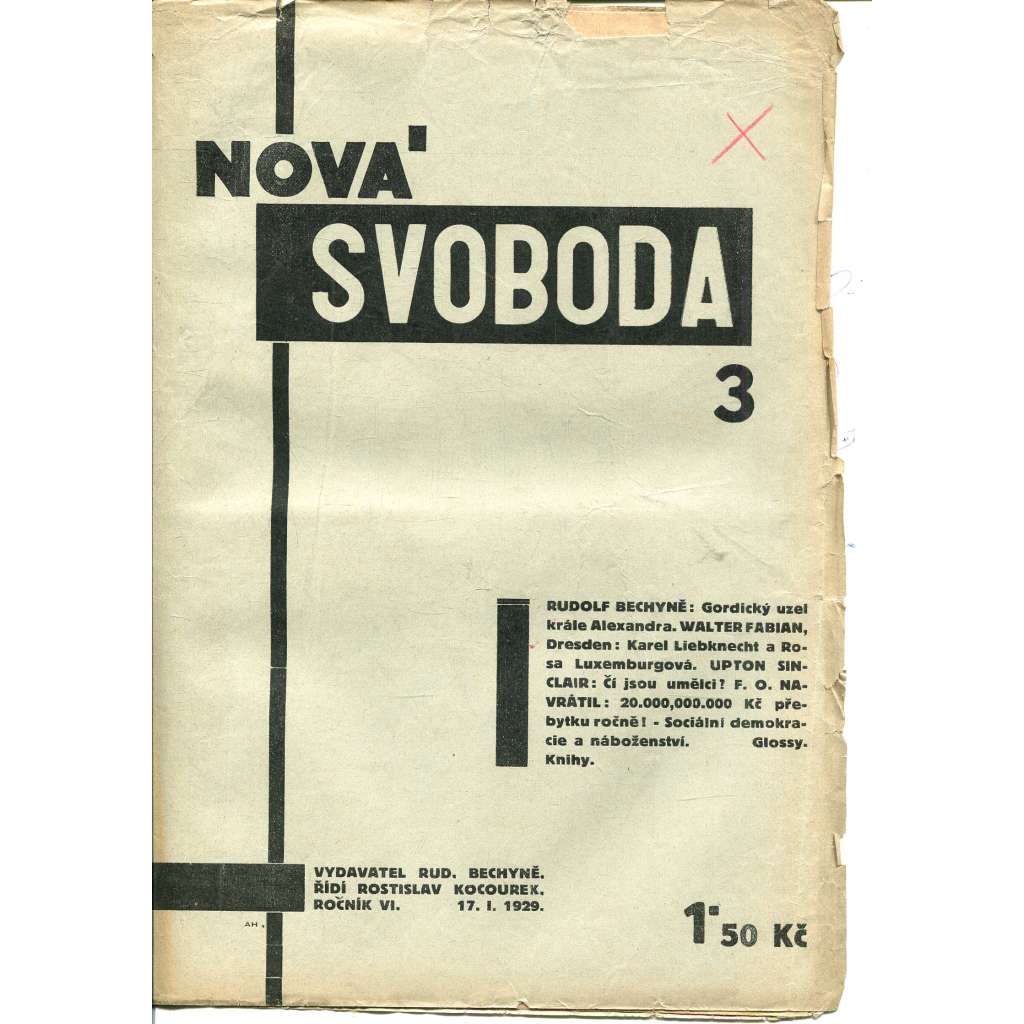 NOVÁ
SVOBODA
3
RUDOLF BECHYNĚ: Gordický uzel
krále Alexandra. WALTER FABIAN,
Dresden: Karel Liebknecht a Ro-
sa Luxemburgová. UPTON SIN-
CLAIR: Čí jsou umělci? F. O. NA-
VRÁTIL: 20.000,000.000 Kč pře-
bytku ročně! - Sociální demokra-
cie a náboženství. Glossy.
Knihy.
VYDAVATEL RUD. BECHYNĚ.
ŘÍDÍ ROSTISLAV KOCOUREK.
ROČNÍK VI. 17. I. 1929.
AH.
1·50 Kč